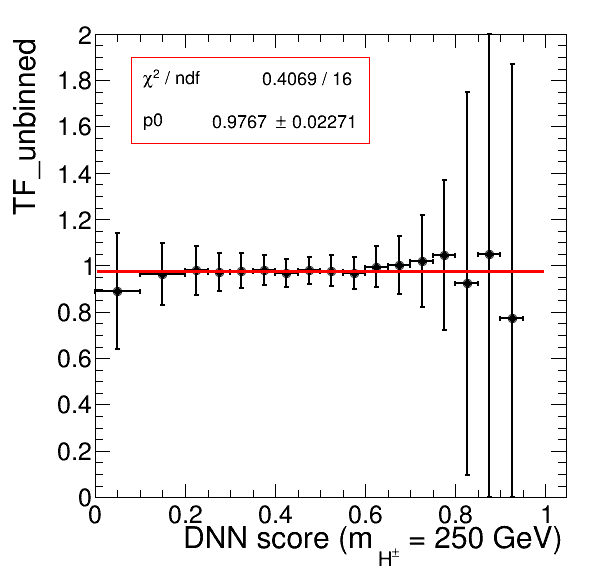 TF_unbinned
χ² / ndf 0.4069 / 16
p0 0.9767 ± 0.02271
2
1.8
1.6
1.4
1.2
1
0.8
0.6
0.4
0.2
0
0 0.2 0.4 0.6 0.8 1
DNN score (m_H± = 250 GeV)